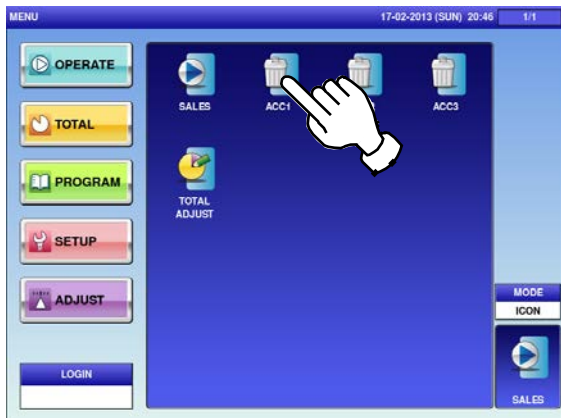 MENU
17-02-2013 (SUN) 20:46
1/1
OPERATE
TOTAL
PROGRAM
SETUP
ADJUST
LOGIN
SALES
ACC1
ACC3
TOTAL
ADJUST
MODE
ICON
SALES